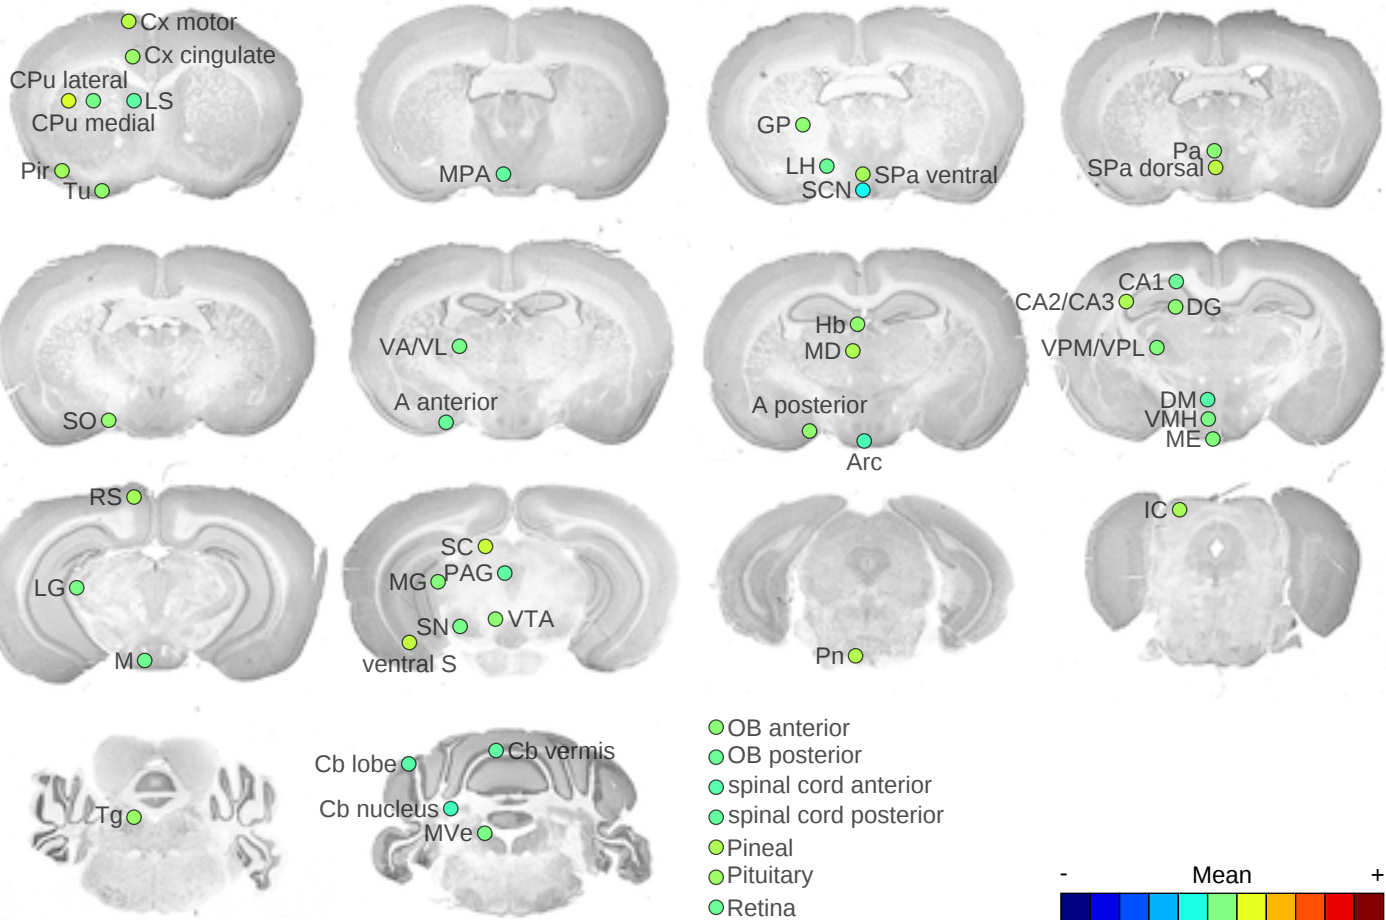 Cx motor
Cx cingulate
CPu lateral
LS
CPu medial
Pir
Tu
MPA
GP
LH
SPa ventral
SCN
Pa
SPa dorsal
SO
VA/VL
A anterior
Hb
MD
A posterior
Arc
CA1
CA2/CA3
DG
VPM/VPL
DM
VMH
ME
RS
LG
M
SC
PAG
MG
VTA
SN
ventral S
Pn
IC
Tg
Cb vermis
Cb lobe
Cb nucleus
MVe
OB anterior
OB posterior
spinal cord anterior
spinal cord posterior
Pineal
Pituitary
Retina
- Mean +